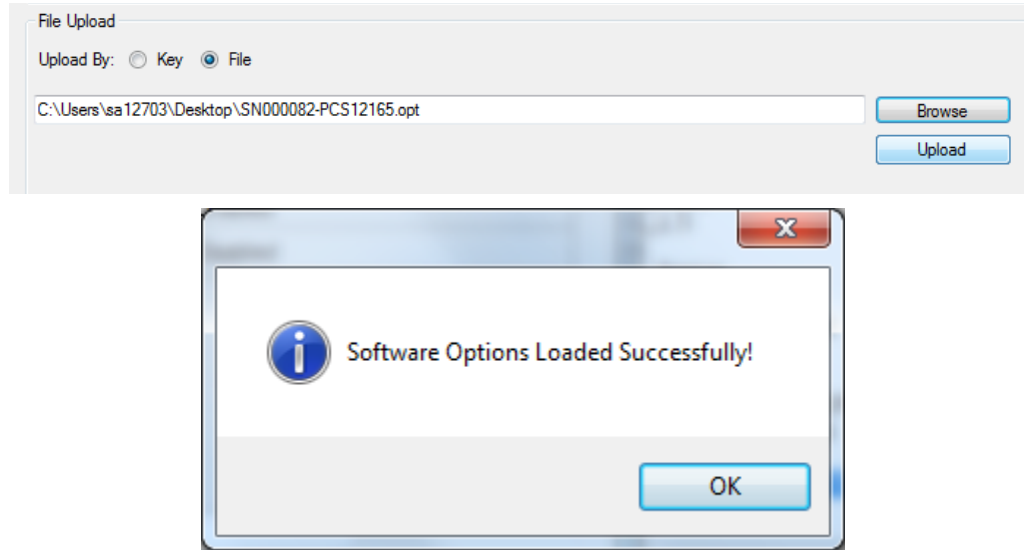 File Upload
Upload By: Key File
C:\Users\sa12703\Desktop\SN000082-PCS12165.opt
Browse
Upload
Software Options Loaded Successfully!
OK